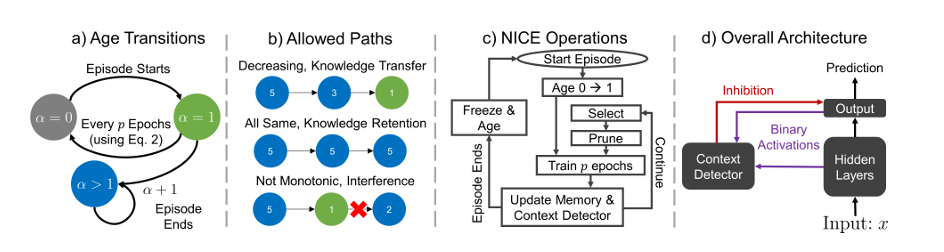 a) Age Transitions
Episode Starts
α = 0
Every p Epochs
(using Eq. 2)
α = 1
α > 1
α + 1
Episode
Ends
b) Allowed Paths
Decreasing, Knowledge Transfer
5 3 1
All Same, Knowledge Retention
5 5 5
Not Monotonic, Interference
5 1 2
c) NICE Operations
Start Episode
Age 0 → 1
Select
Prune
Train p epochs
Update Memory &
Context Detector
Freeze &
Age
Episode Ends
Continue
d) Overall Architecture
Prediction
Inhibition
Output
Binary
Activations
Context
Detector
Hidden
Layers
Input: x